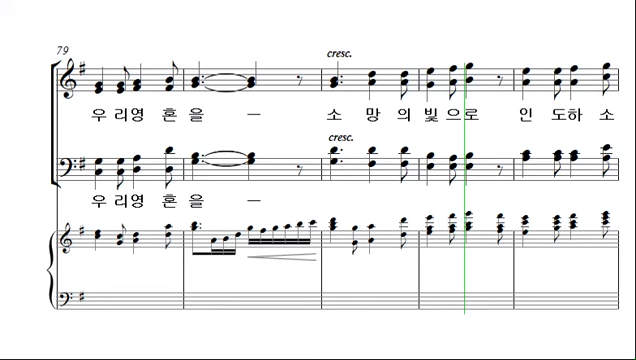 79
cresc.
우 리영 혼 을 – 소 망 의 빛으로 인 도하 소
cresc.
우 리영 혼 을 –